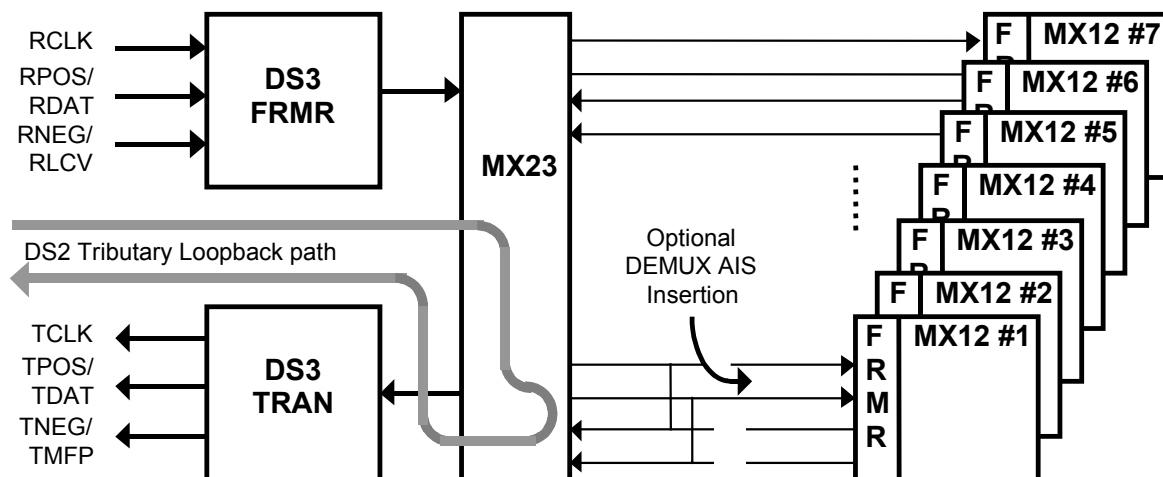 RCLK
RPOS/
RDAT
RNEG/
RLCV
DS3
FRMR
MX23
F
R
MX12 #7
F
R
MX12 #6
F
R
MX12 #5
F
R
MX12 #4
F
R
MX12 #3
F
MX12 #2
F
R
M
R
MX12 #1
DS2 Tributary Loopback path
Optional
DEMUX AIS
Insertion
TCLK
TPOS/
TDAT
TNEG/
TMFP
DS3
TRAN